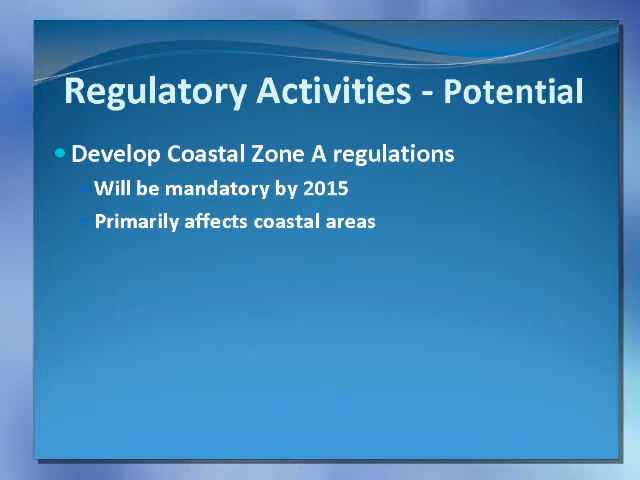 Regulatory Activities - Potential
Develop Coastal Zone A regulations
Will be mandatory by 2015
Primarily affects coastal areas